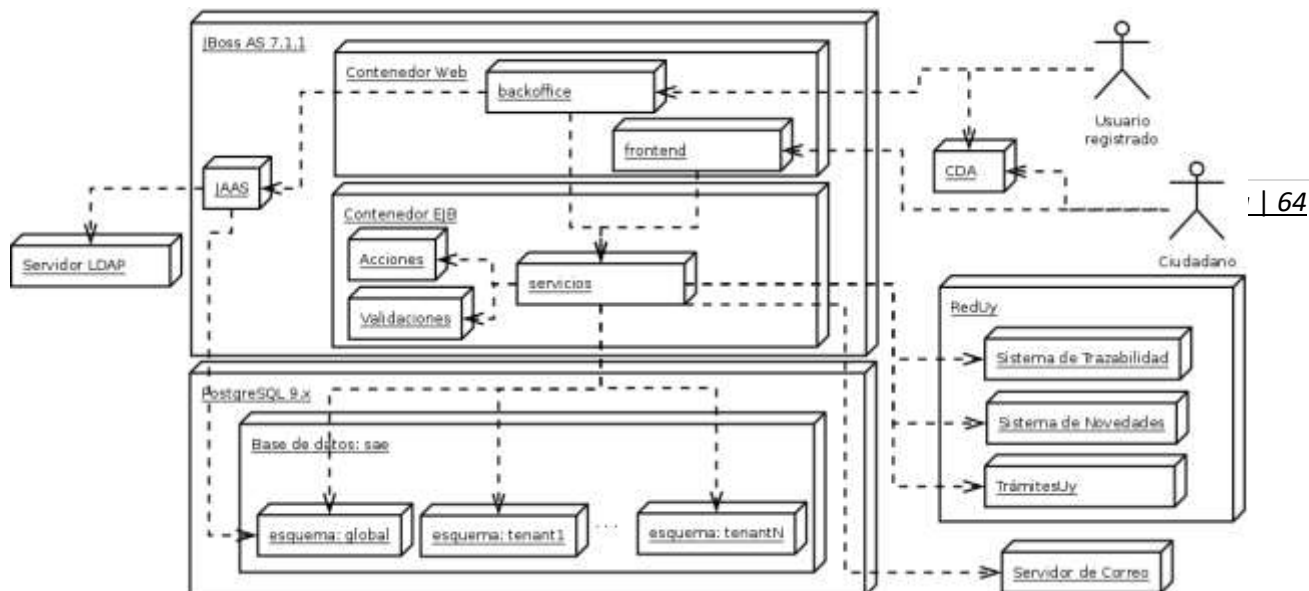 JBoss AS 7.1.1
Contenedor Web
backoffice
frontend
Usuario
registrado
CDA
JAAS
Contenedor EJB
Acciones
servicios
Validaciones
Servidor LDAP
Ciudadano
| 64
RedUy
Sistema de Trazabilidad
Sistema de Novedades
TrámitesUy
PostgreSQL 9.x
Base de datos: sae
esquema: global
esquema: tenant1
...
esquema: tenantN
Servidor de Correo